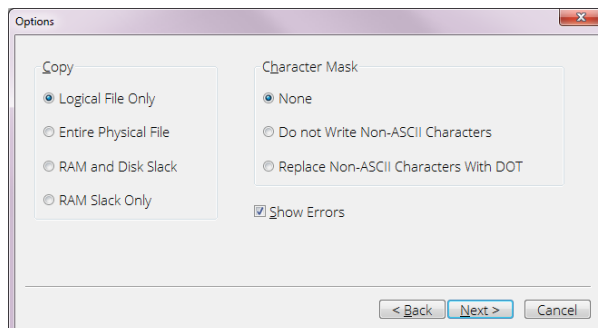 Options
Copy
Logical File Only
Entire Physical File
RAM and Disk Slack
RAM Slack Only
Character Mask
None
Do not Write Non-ASCII Characters
Replace Non-ASCII Characters With DOT
Show Errors
< Back
Next >
Cancel